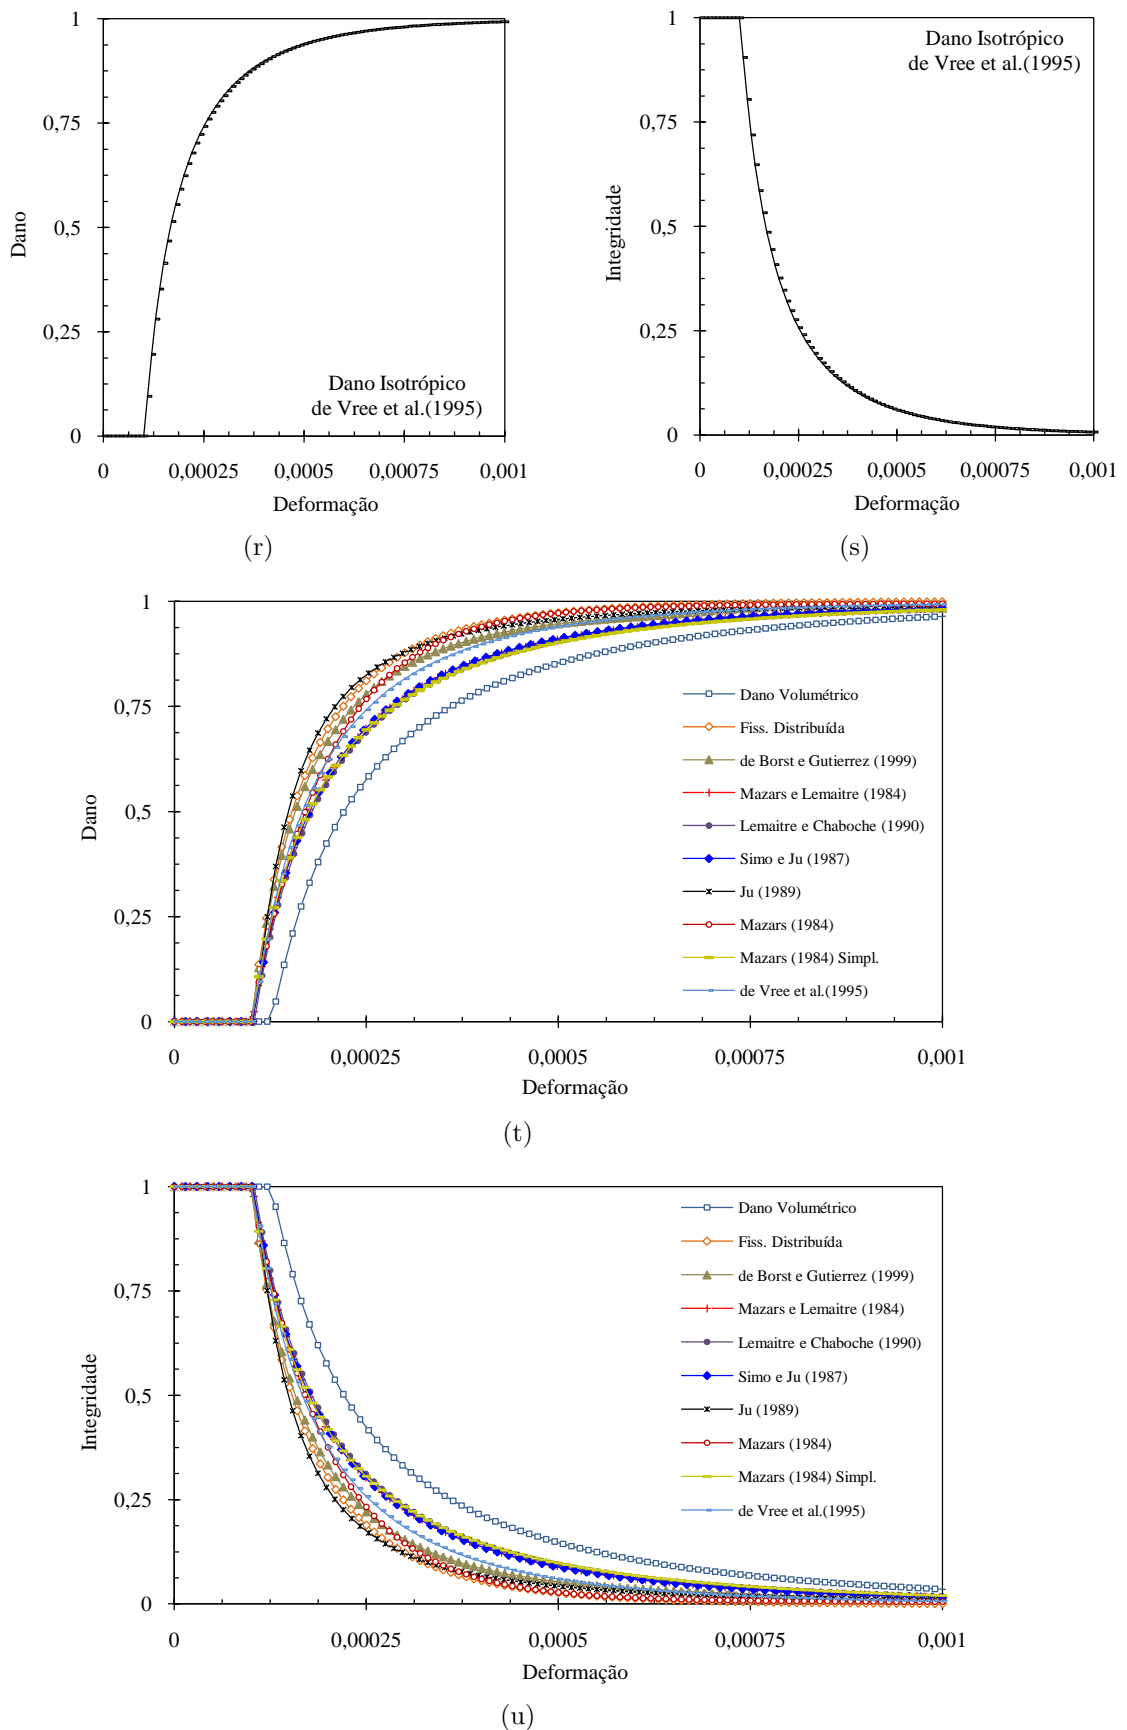 1
0,75
0,5
0,25
0
Dano
Dano Isotrópico
de Vree et al.(1995)
0 0,00025 0,0005 0,00075 0,001
Deformação
(r)
1
0,75
0,5
0,25
0
Integridade
Dano Isotrópico
de Vree et al.(1995)
0 0,00025 0,0005 0,00075 0,001
Deformação
(s)
1
0,75
0,5
0,25
0
Dano
Dano Volumétrico
Fiss. Distribuída
de Borst e Gutierrez (1999)
Mazars e Lemaitre (1984)
Lemaitre e Chaboche (1990)
Simo e Ju (1987)
Ju (1989)
Mazars (1984)
Mazars (1984) Simpl.
de Vree et al.(1995)
0 0,00025 0,0005 0,00075 0,001
Deformação
(t)
1
0,75
0,5
0,25
0
Integridade
Dano Volumétrico
Fiss. Distribuída
de Borst e Gutierrez (1999)
Mazars e Lemaitre (1984)
Lemaitre e Chaboche (1990)
Simo e Ju (1987)
Ju (1989)
Mazars (1984)
Mazars (1984) Simpl.
de Vree et al.(1995)
0 0,00025 0,0005 0,00075 0,001
Deformação
(u)